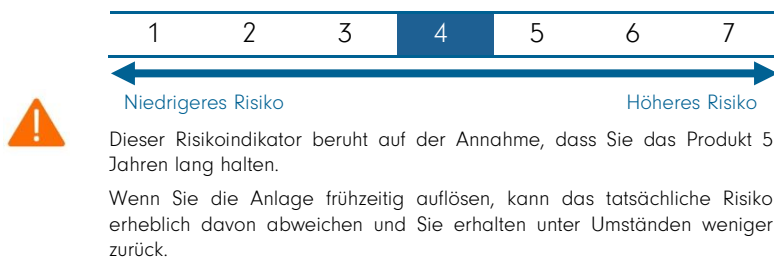 1 2 3 4 5 6 7
Niedrigeres Risiko Höheres Risiko
Dieser Risikoindikator beruht auf der Annahme, dass Sie das Produkt 5
Jahren lang halten.
Wenn Sie die Anlage frühzeitig auflösen, kann das tatsächliche Risiko
erheblich davon abweichen und Sie erhalten unter Umständen weniger
zurück.